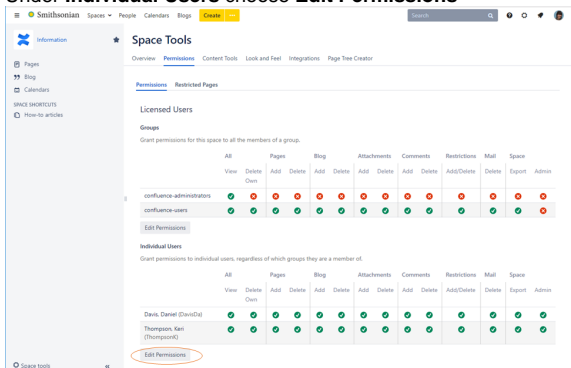 Under Individual Users choose Edit Permissions
Smithsonian Spaces People Calendars Blogs Create ··· Search
Information
Space Tools
Overview Permissions Content Tools Look and Feel Integrations Page Tree Creator
Pages
Blog
Calendars
SPACE SHORTCUTS
How-to articles
Permissions Restricted Pages
Licensed Users
Groups
Grant permissions for this space to all the members of a group.
All Pages Blog Attachments Comments Restrictions Mail Space
View Delete Own Add Delete Add Delete Add Delete Add Delete Add/Delete Delete Export Admin
confluence-administrators
confluence-users
Edit Permissions
Individual Users
Grant permissions to individual users, regardless of which groups they are a member of.
All Pages Blog Attachments Comments Restrictions Mail Space
View Delete Own Add Delete Add Delete Add Delete Add Delete Add/Delete Delete Export Admin
Davis, Daniel (DavisDa)
Thompson, Keri
(ThompsonK)
Edit Permissions
Space tools «